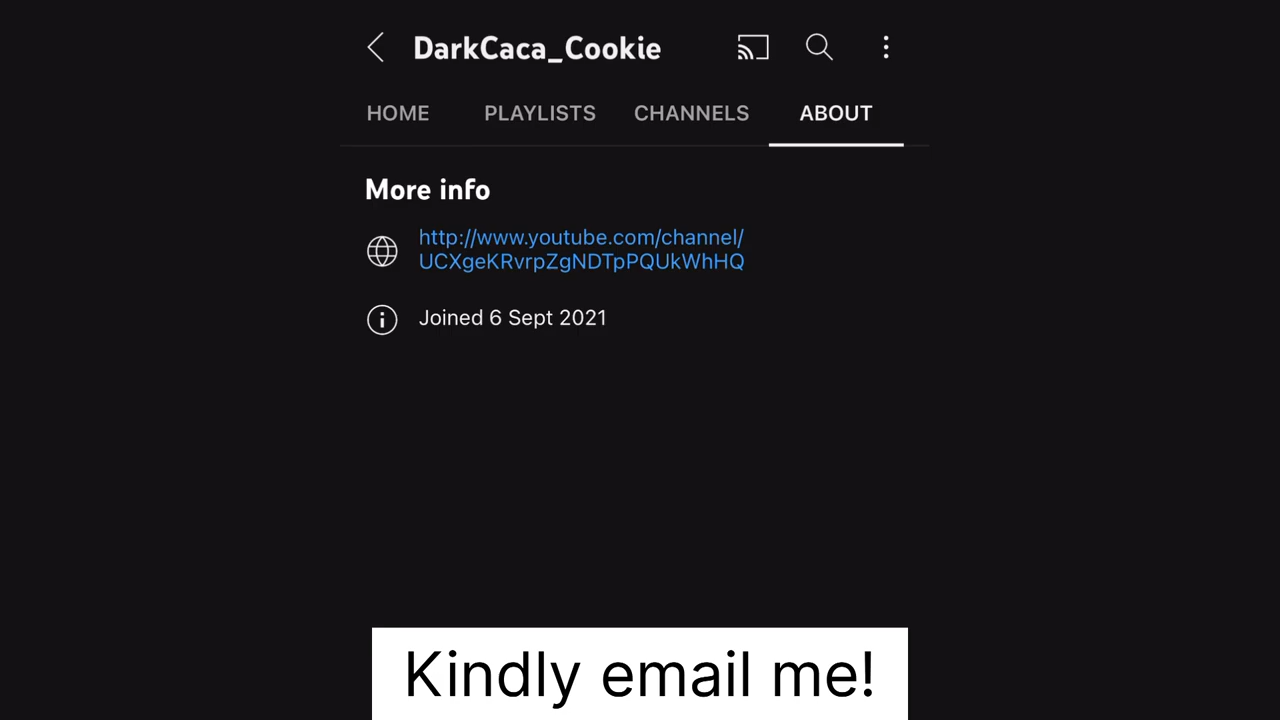 DarkCaca_Cookie
HOME PLAYLISTS CHANNELS ABOUT
More info
http://www.youtube.com/channel/
UCXgeKRvrpZgNDTpPQUkWhHQ
Joined 6 Sept 2021
Kindly email me!